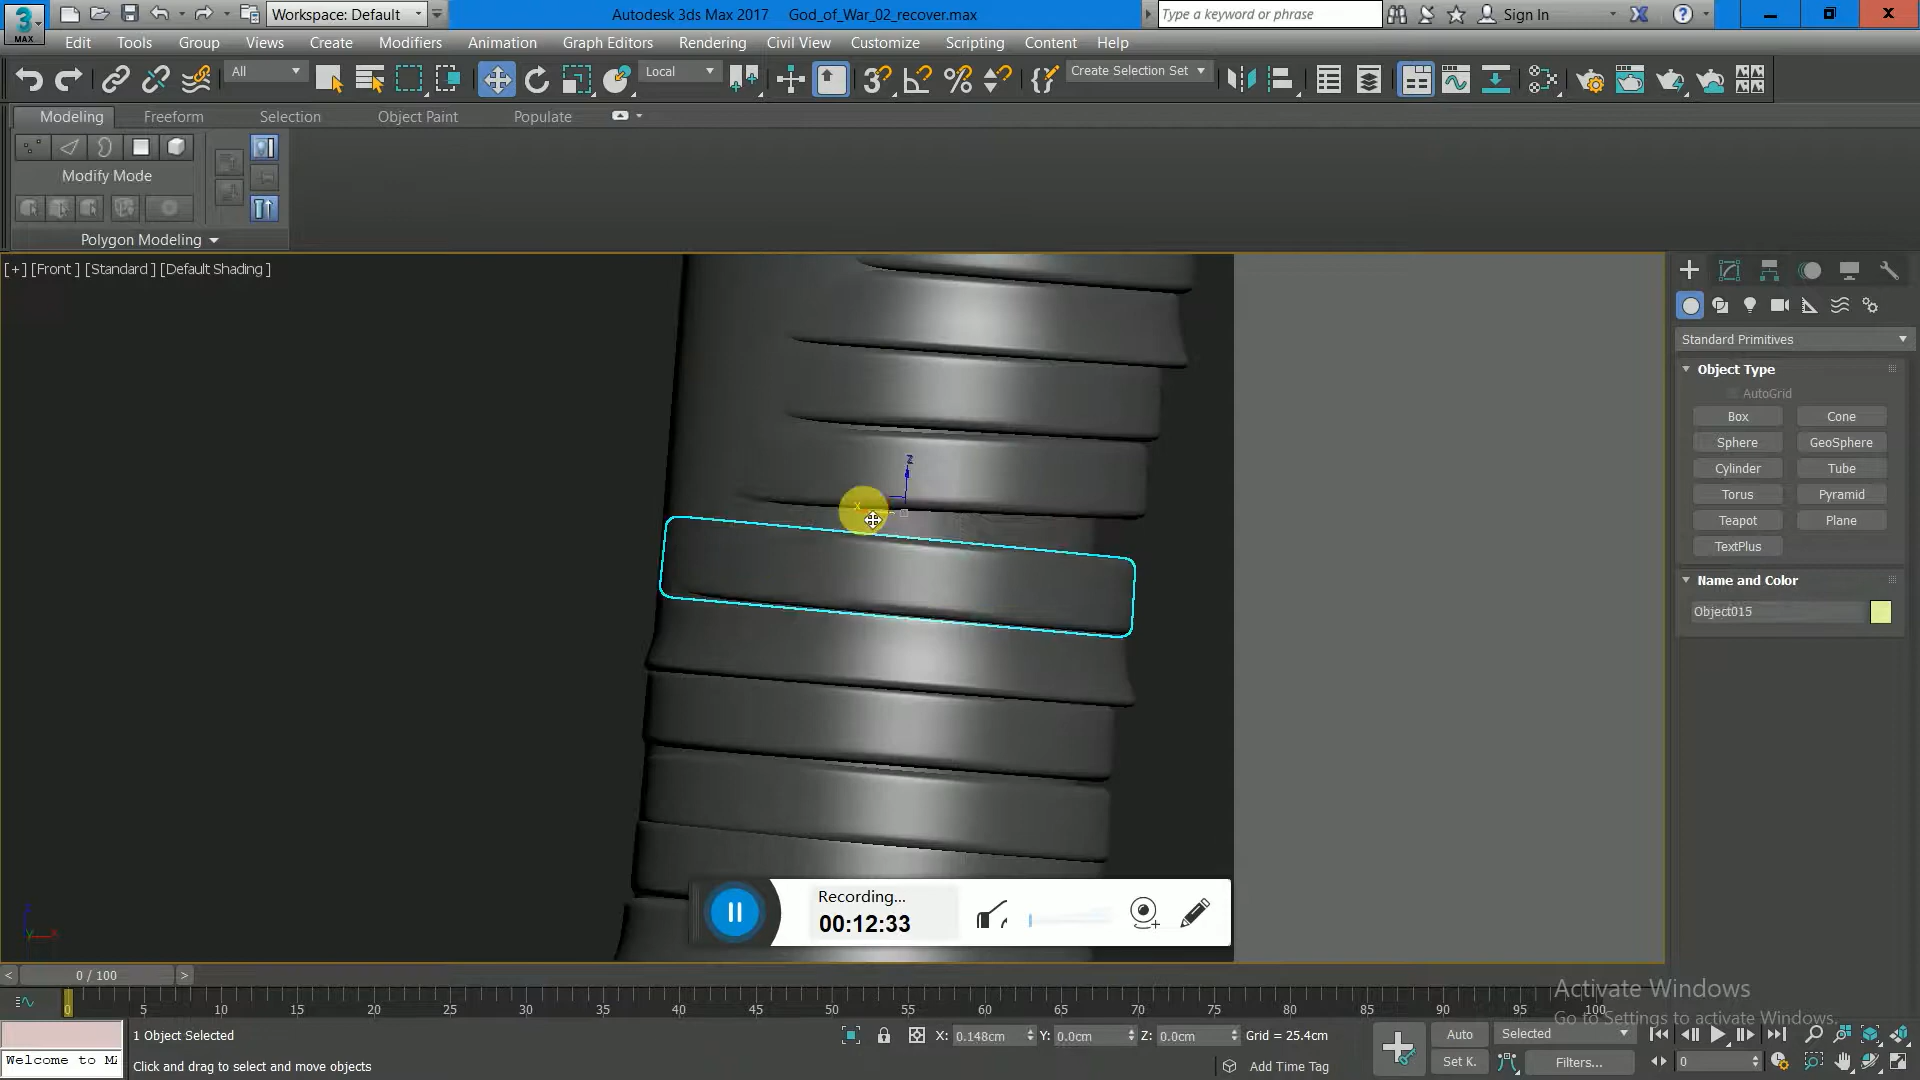 3
MAX
Workspace: Default
Autodesk 3ds Max 2017 God_of_War_02_recover.max
Type a keyword or phrase
Sign In
Edit Tools Group Views Create Modifiers Animation Graph Editors Rendering Civil View Customize Scripting Content Help
All
Local
Create Selection Set
Modeling Freeform Selection Object Paint Populate
Modify Mode
Polygon Modeling
[+] [Front ] [Standard ] [Default Shading ]
z
x
Standard Primitives
Object Type
AutoGrid
Box Cone
Sphere GeoSphere
Cylinder Tube
Torus Pyramid
Teapot Plane
TextPlus
Name and Color
Object015
Recording...
00:12:33
Activate Windows
Go to Settings to activate Windows.
< 0 / 100 >
0 5 10 15 20 25 30 35 40 45 50 55 60 65 70 75 80 85 90 95 100
1 Object Selected
X: 0.148cm Y: 0.0cm Z: 0.0cm Grid = 25.4cm
Auto Selected
Welcome to M
Click and drag to select and move objects
Add Time Tag
Set K. Filters...
0